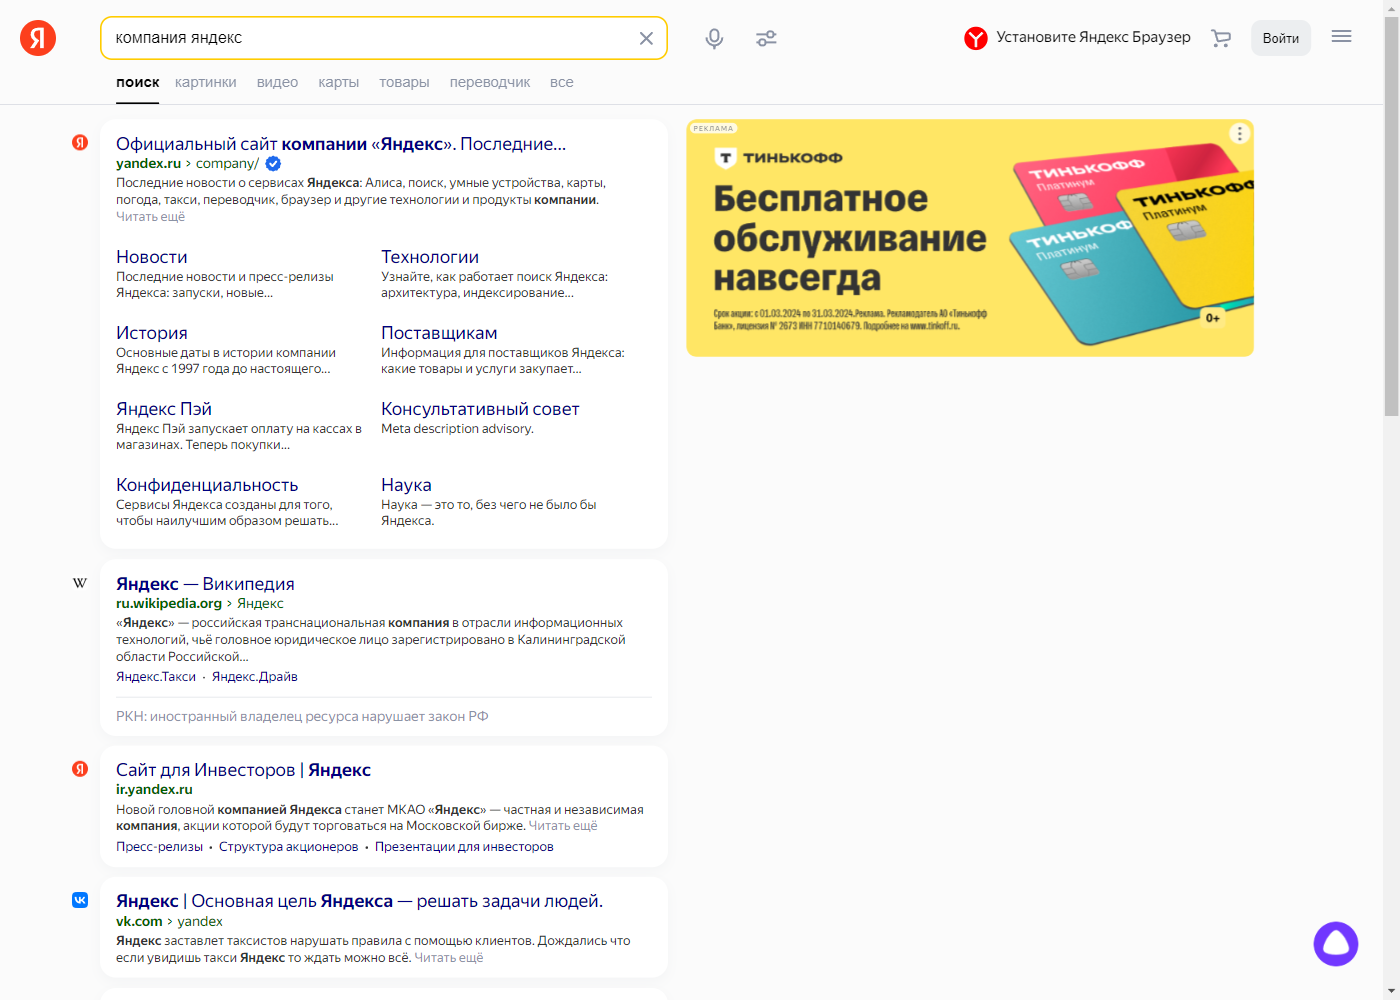 Я
компания яндекс
Установите Яндекс Браузер
Войти
поиск картинки видео карты товары переводчик все
Официальный сайт компании «Яндекс». Последние...
yandex.ru › company/
Последние новости о сервисах Яндекса: Алиса, поиск, умные устройства, карты,
погода, такси, переводчик, браузер и другие технологии и продукты компании.
Читать ещё
Новости
Последние новости и пресс-релизы
Яндекса: запуски, новые...
Технологии
Узнайте, как работает поиск Яндекса:
архитектура, индексирование...
История
Основные даты в истории компании
Яндекс с 1997 года до настоящего...
Поставщикам
Информация для поставщиков Яндекса:
какие товары и услуги закупает...
Яндекс Пэй
Яндекс Пэй запускает оплату на кассах в
магазинах. Теперь покупки...
Консультативный совет
Meta description advisory.
Конфиденциальность
Сервисы Яндекса созданы для того,
чтобы наилучшим образом решать...
Наука
Наука — это то, без чего не было бы
Яндекса.
Яндекс — Википедия
ru.wikipedia.org › Яндекс
«Яндекс» — российская транснациональная компания в отрасли информационных
технологий, чьё головное юридическое лицо зарегистрировано в Калининградской
области Российской...
Яндекс.Такси · Яндекс.Драйв
РКН: иностранный владелец ресурса нарушает закон РФ
Сайт для Инвесторов | Яндекс
ir.yandex.ru
Новой головной компанией Яндекса станет МКАО «Яндекс» — частная и независимая
компания, акции которой будут торговаться на Московской бирже. Читать ещё
Пресс-релизы • Структура акционеров • Презентации для инвесторов
Яндекс | Основная цель Яндекса — решать задачи людей.
vk.com › yandex
Яндекс заставлет таксистов нарушать правила с помощью клиентов. Дождались что
если увидишь такси Яндекс то ждать можно всё. Читать ещё
РЕКЛАМА
ТИНЬКОФФ
Бесплатное
обслуживание
навсегда
Срок акции: с 01.03.2024 по 31.03.2024.Реклама. Рекламодатель АО «Тинькофф
Банк», лицензия № 2673 ИНН 7710140679. Подробнее на www.tinkoff.ru.
ТИНЬКОФФ
Платинум
ТИНЬКОФФ
Платинум
ТИНЬКОФФ
Платинум
0+